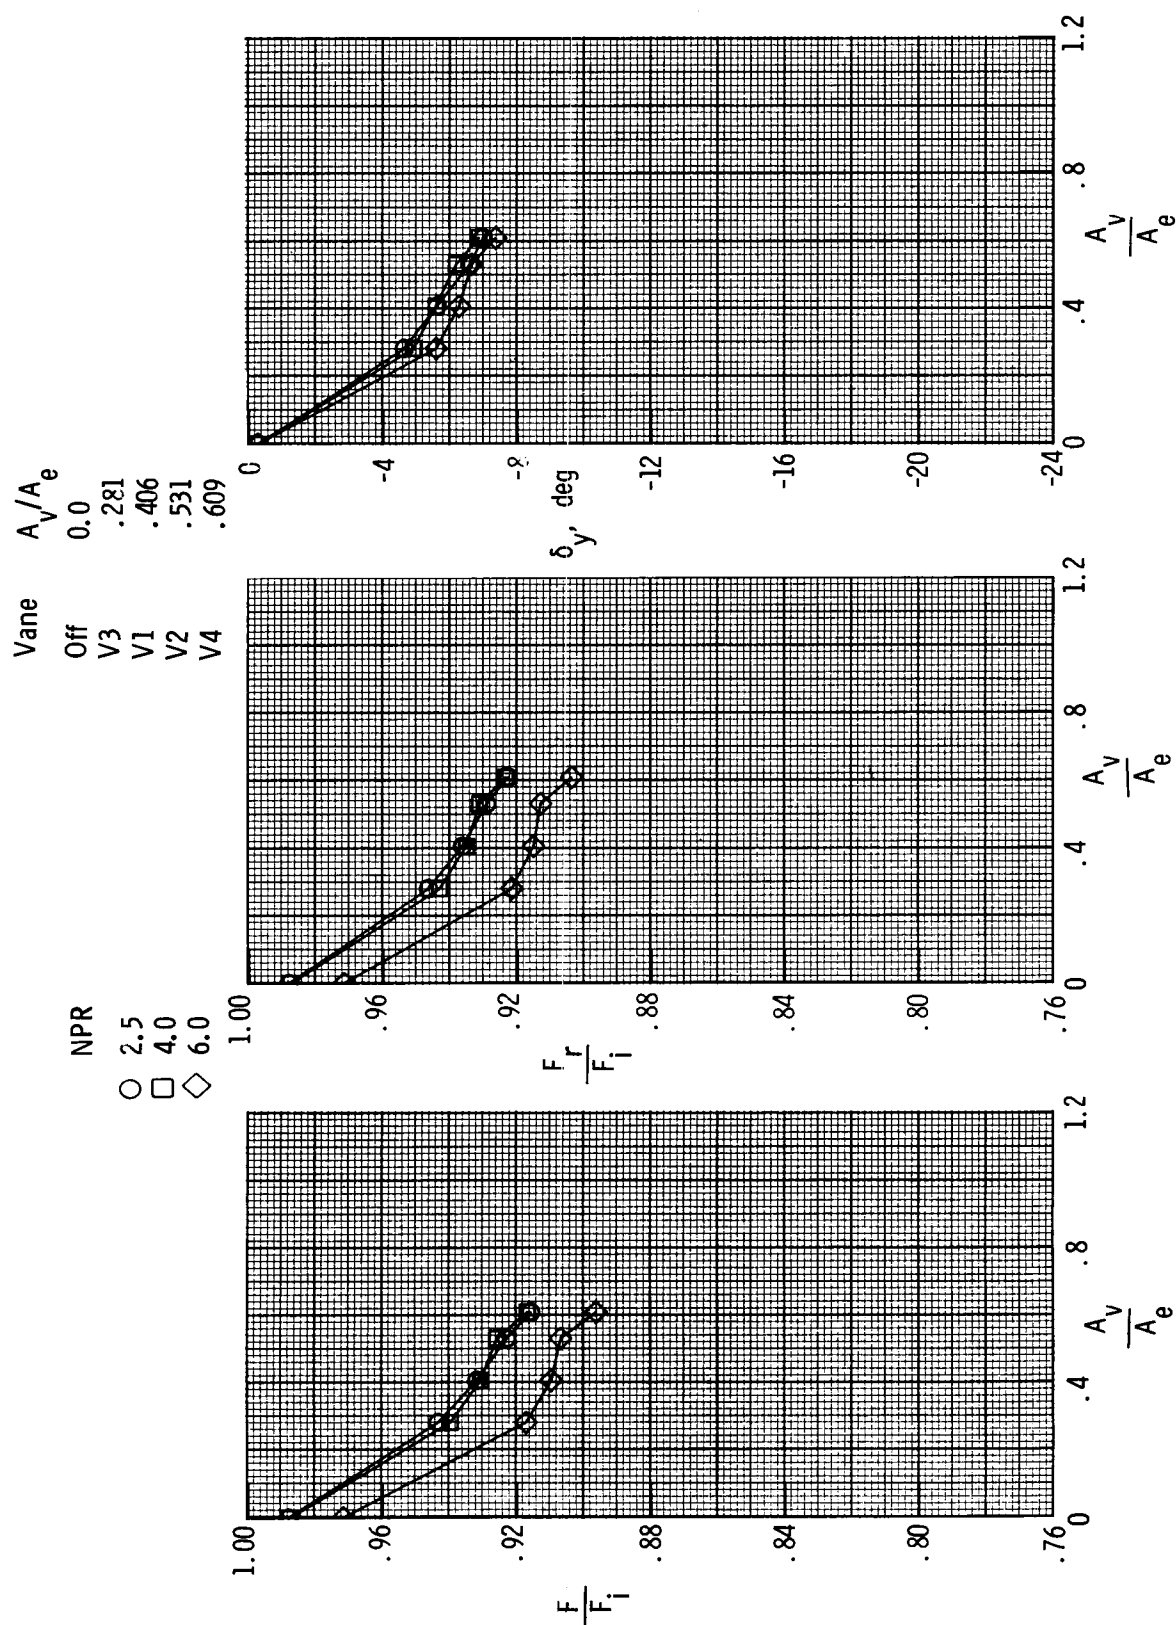 Vane A_v/A_e
Off 0.0
V3 .281
V1 .406
V2 .531
V4 .609
NPR
○ 2.5
□ 4.0
◇ 6.0
1.00
.96
.92
.88
.84
.80
.76
F/F_i
0 .4 .8 1.2
A_v/A_e
1.00
.96
.92
.88
.84
.80
.76
F_r/F_i
0 .4 .8 1.2
A_v/A_e
0
-4
-8
-12
-16
-20
-24
δ_y, deg
0 .4 .8 1.2
A_v/A_e